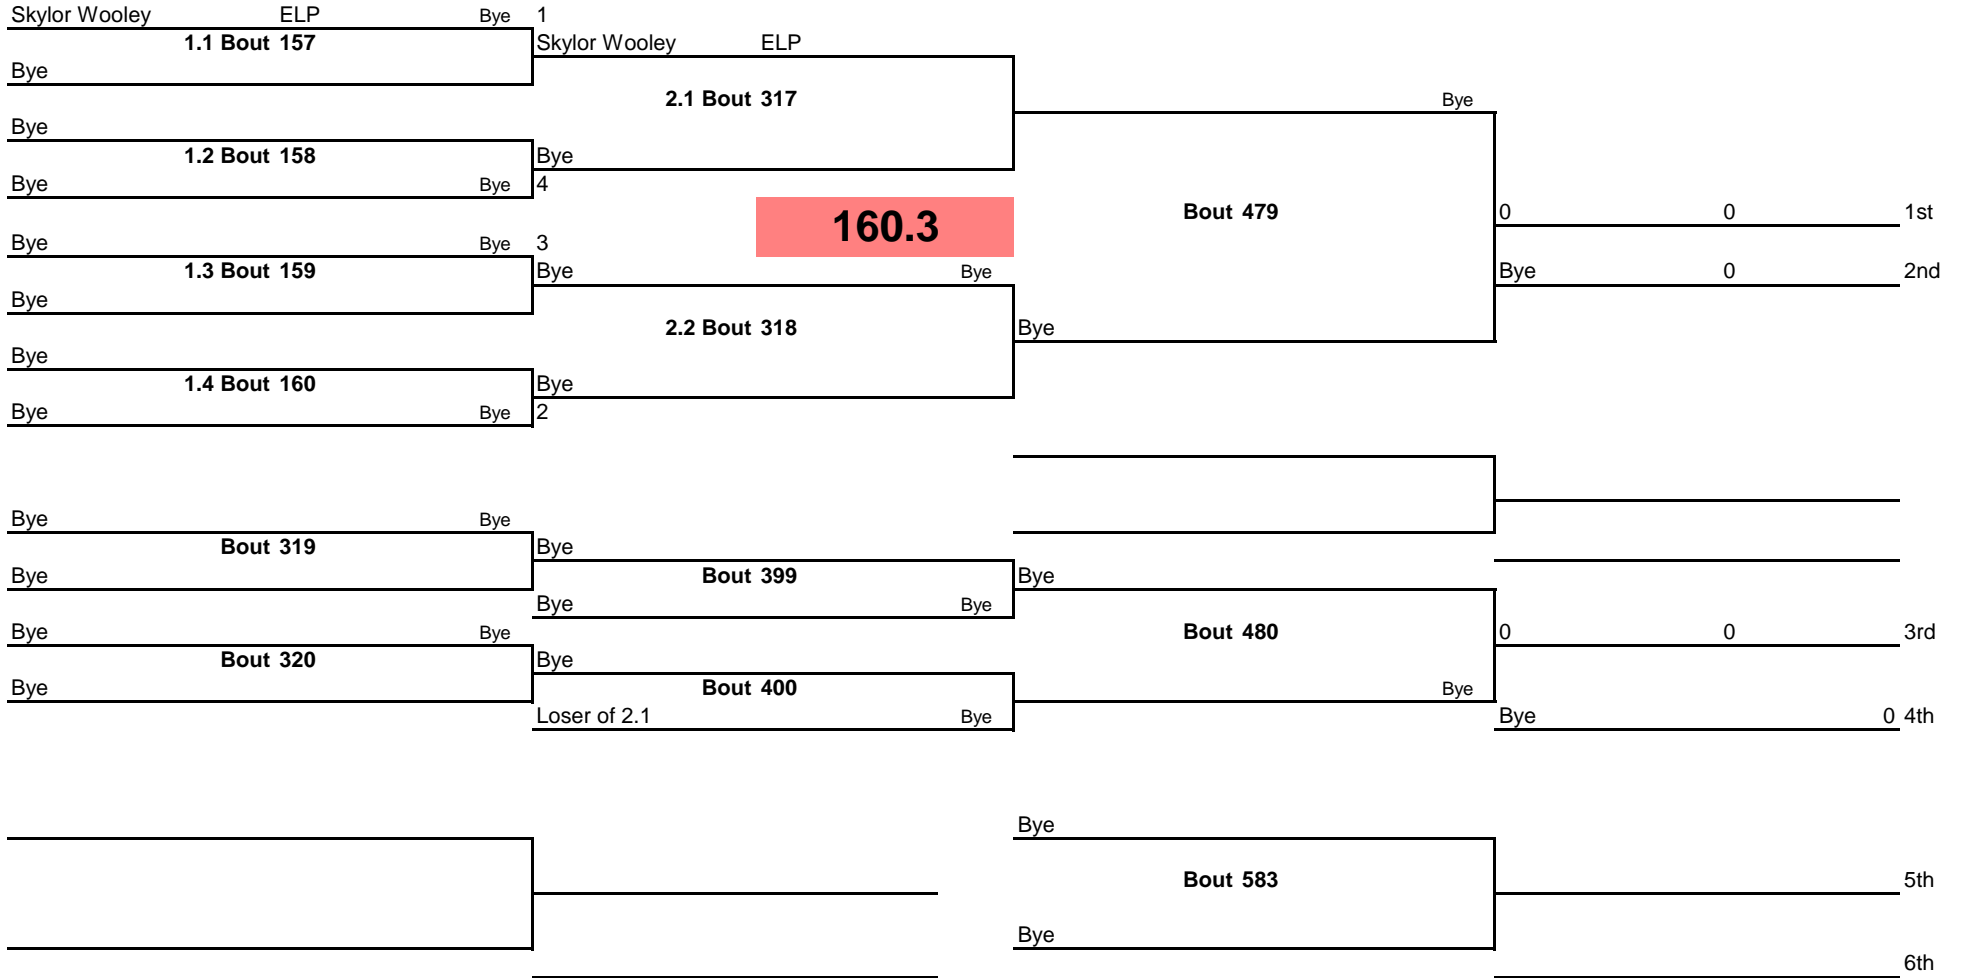 Skylor Wooley ELP Bye 1
1.1 Bout 157 Skylor Wooley ELP
Bye
2.1 Bout 317 Bye
Bye
1.2 Bout 158 Bye
Bye Bye 4
160.3 Bout 479 0 0 1st
Bye Bye 3
1.3 Bout 159 Bye Bye Bye 0 2nd
Bye
2.2 Bout 318 Bye
Bye
1.4 Bout 160 Bye
Bye Bye 2
Bye Bye
Bout 319 Bye
Bye Bout 399 Bye
Bye Bye
Bye Bye Bout 480 0 0 3rd
Bout 320 Bye
Bye Bout 400 Bye
Loser of 2.1 Bye Bye 0 4th
Bye
Bout 583 5th
Bye
6th